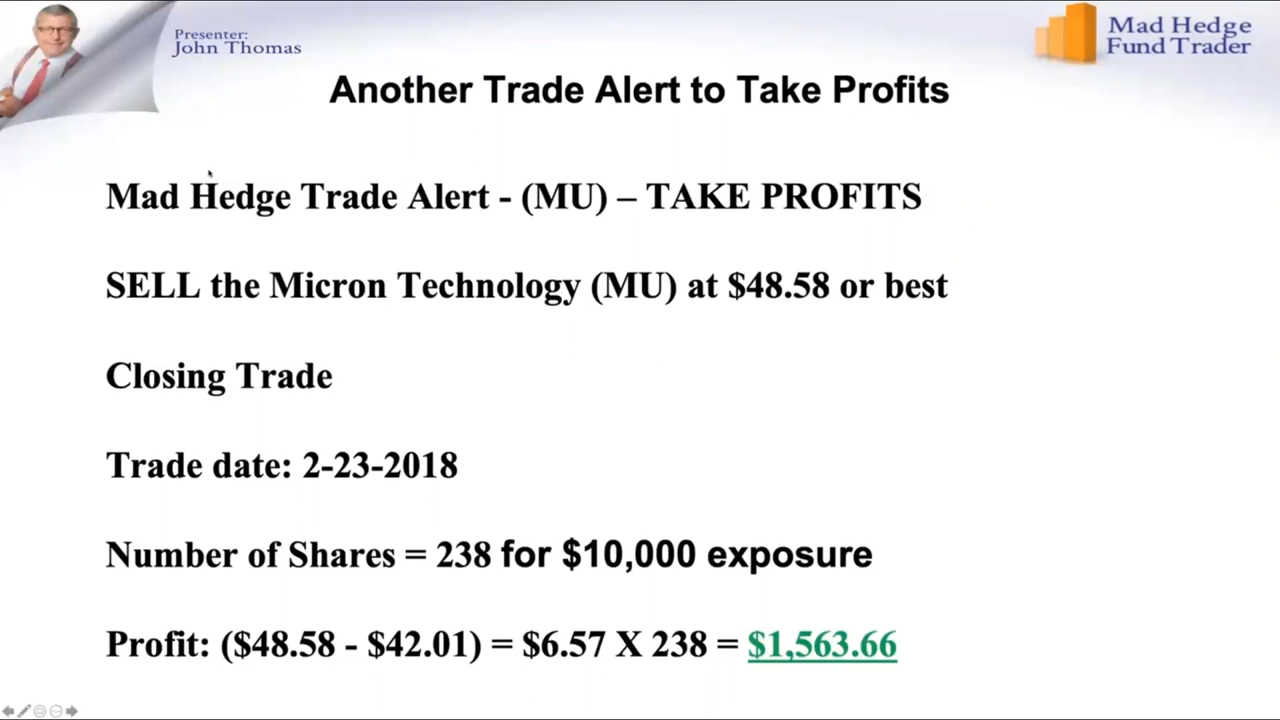 Presenter:
John Thomas
Mad Hedge
Fund Trader
Another Trade Alert to Take Profits
Mad Hedge Trade Alert - (MU) – TAKE PROFITS
SELL the Micron Technology (MU) at $48.58 or best
Closing Trade
Trade date: 2-23-2018
Number of Shares = 238 for $10,000 exposure
Profit: ($48.58 - $42.01) = $6.57 X 238 = $1,563.66